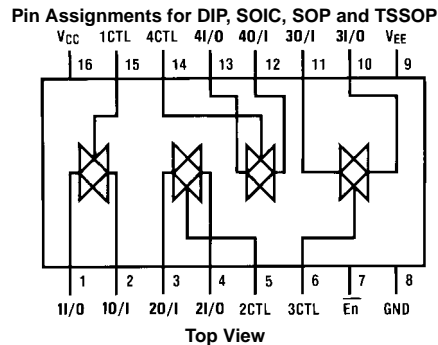 Pin Assignments for DIP, SOIC, SOP and TSSOP
VCC 1CTL 4CTL 4I/O 4O/I 3O/I 3I/O VEE
16 15 14 13 12 11 10 9
1 2 3 4 5 6 7 8
1I/O 1O/I 2O/I 2I/O 2CTL 3CTL E̅n̅ GND
Top View